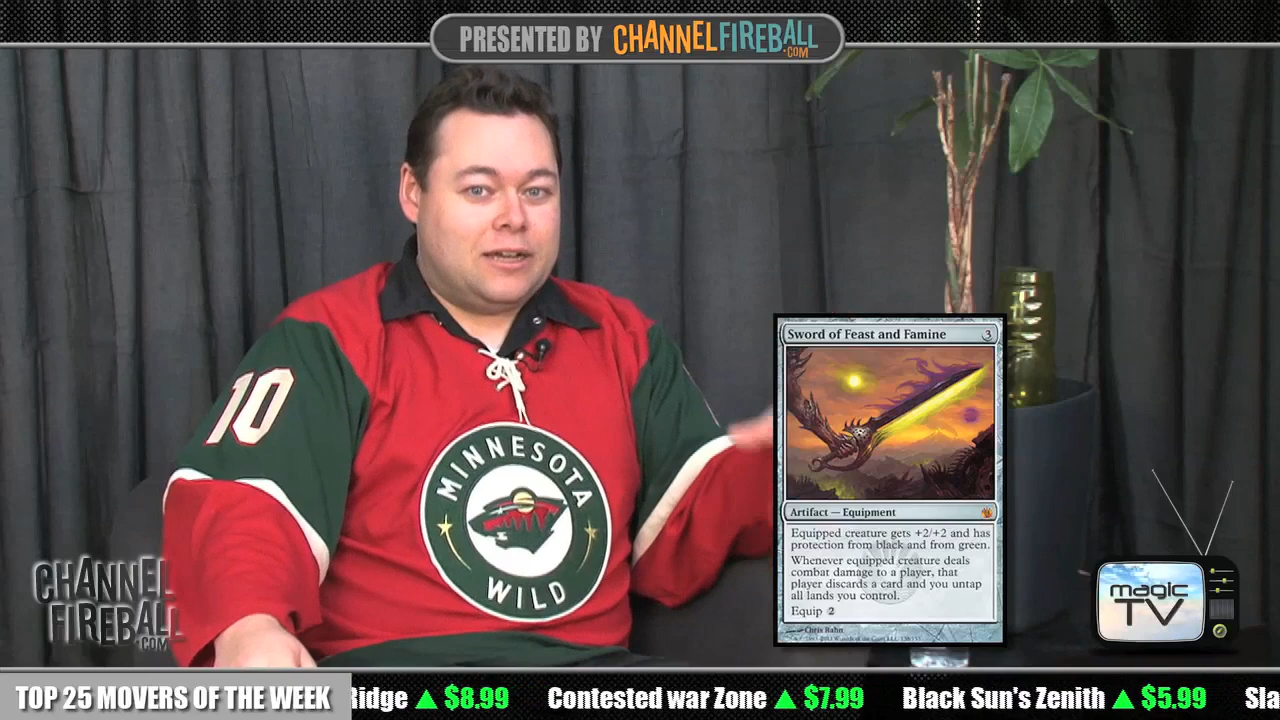 PRESENTED BY CHANNELFIREBALL.COM
10
MINNESOTA
WILD
Sword of Feast and Famine 3
Artifact — Equipment
Equipped creature gets +2/+2 and has
protection from black and from green.
Whenever equipped creature deals
combat damage to a player, that
player discards a card and you untap
all lands you control.
Equip 2
CHANNEL
FIREBALL
.COM
magic
TV
TOP 25 MOVERS OF THE WEEK Ridge ▲ $8.99 Contested war Zone ▲ $7.99 Black Sun's Zenith ▲ $5.99 Sla